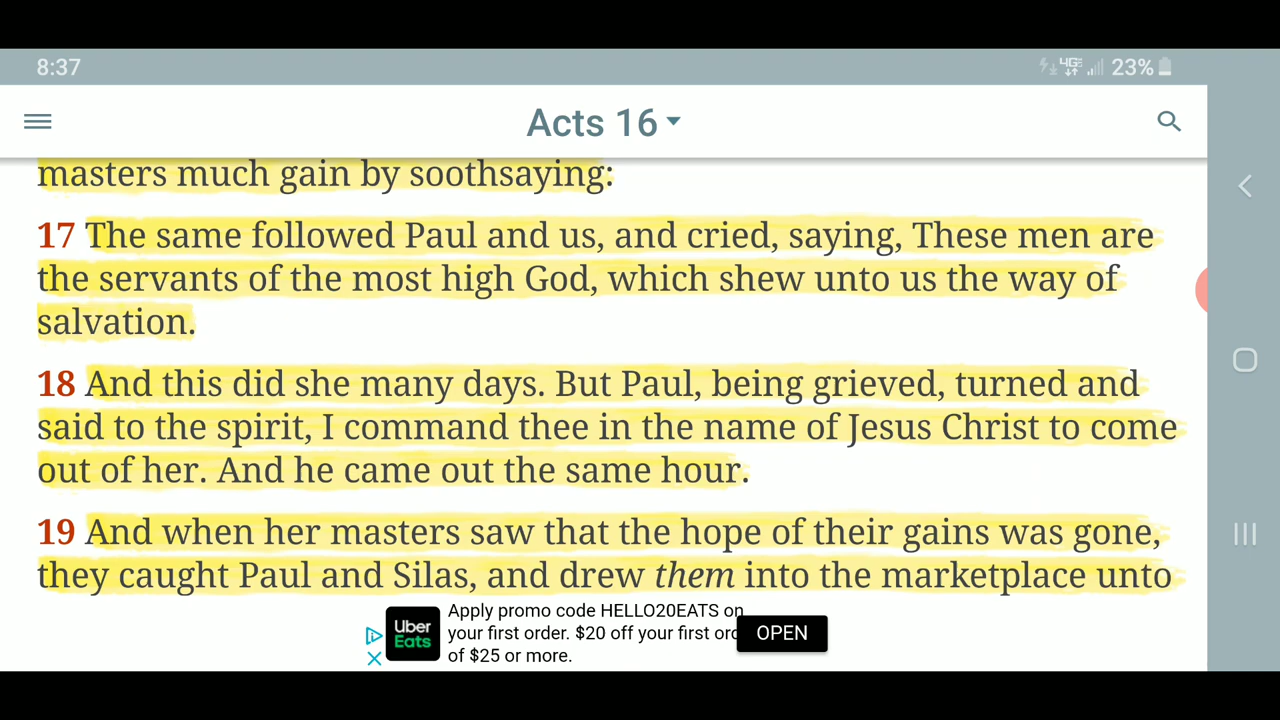 8:37
4GE 23%
Acts 16
masters much gain by soothsaying:
17 The same followed Paul and us, and cried, saying, These men are
the servants of the most high God, which shew unto us the way of
salvation.
18 And this did she many days. But Paul, being grieved, turned and
said to the spirit, I command thee in the name of Jesus Christ to come
out of her. And he came out the same hour.
19 And when her masters saw that the hope of their gains was gone,
they caught Paul and Silas, and drew them into the marketplace unto
Uber
Eats
Apply promo code HELLO20EATS on
your first order. $20 off your first
of $25 or more.
OPEN